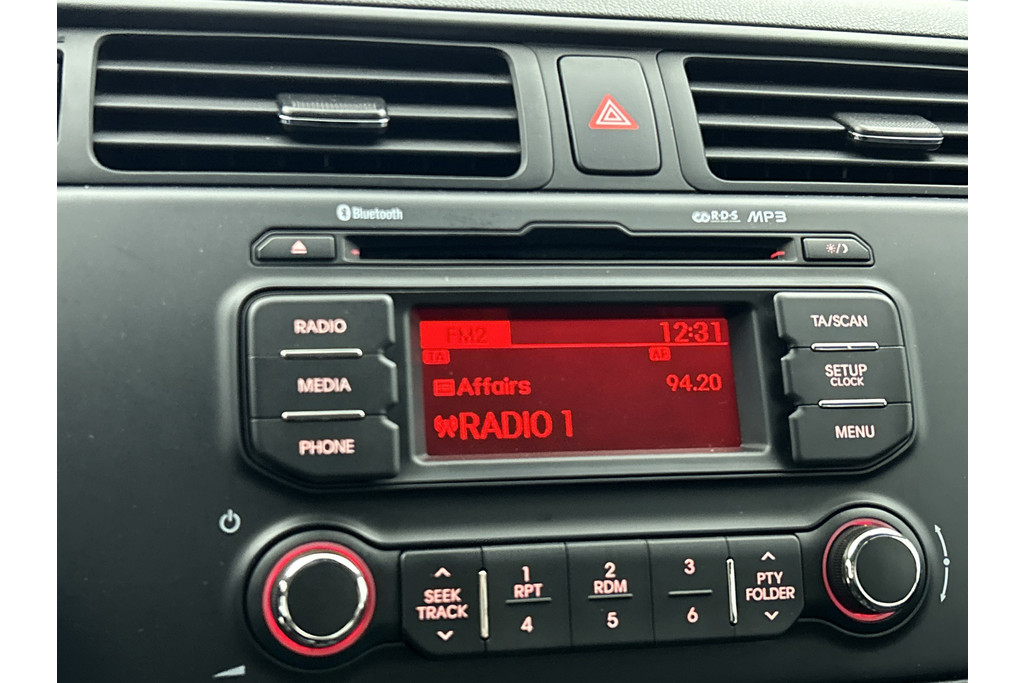 Bluetooth
R·D·S MP3
RADIO
MEDIA
PHONE
FM2 12:31
TA AF
Affairs 94.20
RADIO 1
TA/SCAN
SETUP
CLOCK
MENU
SEEK
TRACK
1
RPT
4
2
RDM
5
3
6
PTY
FOLDER